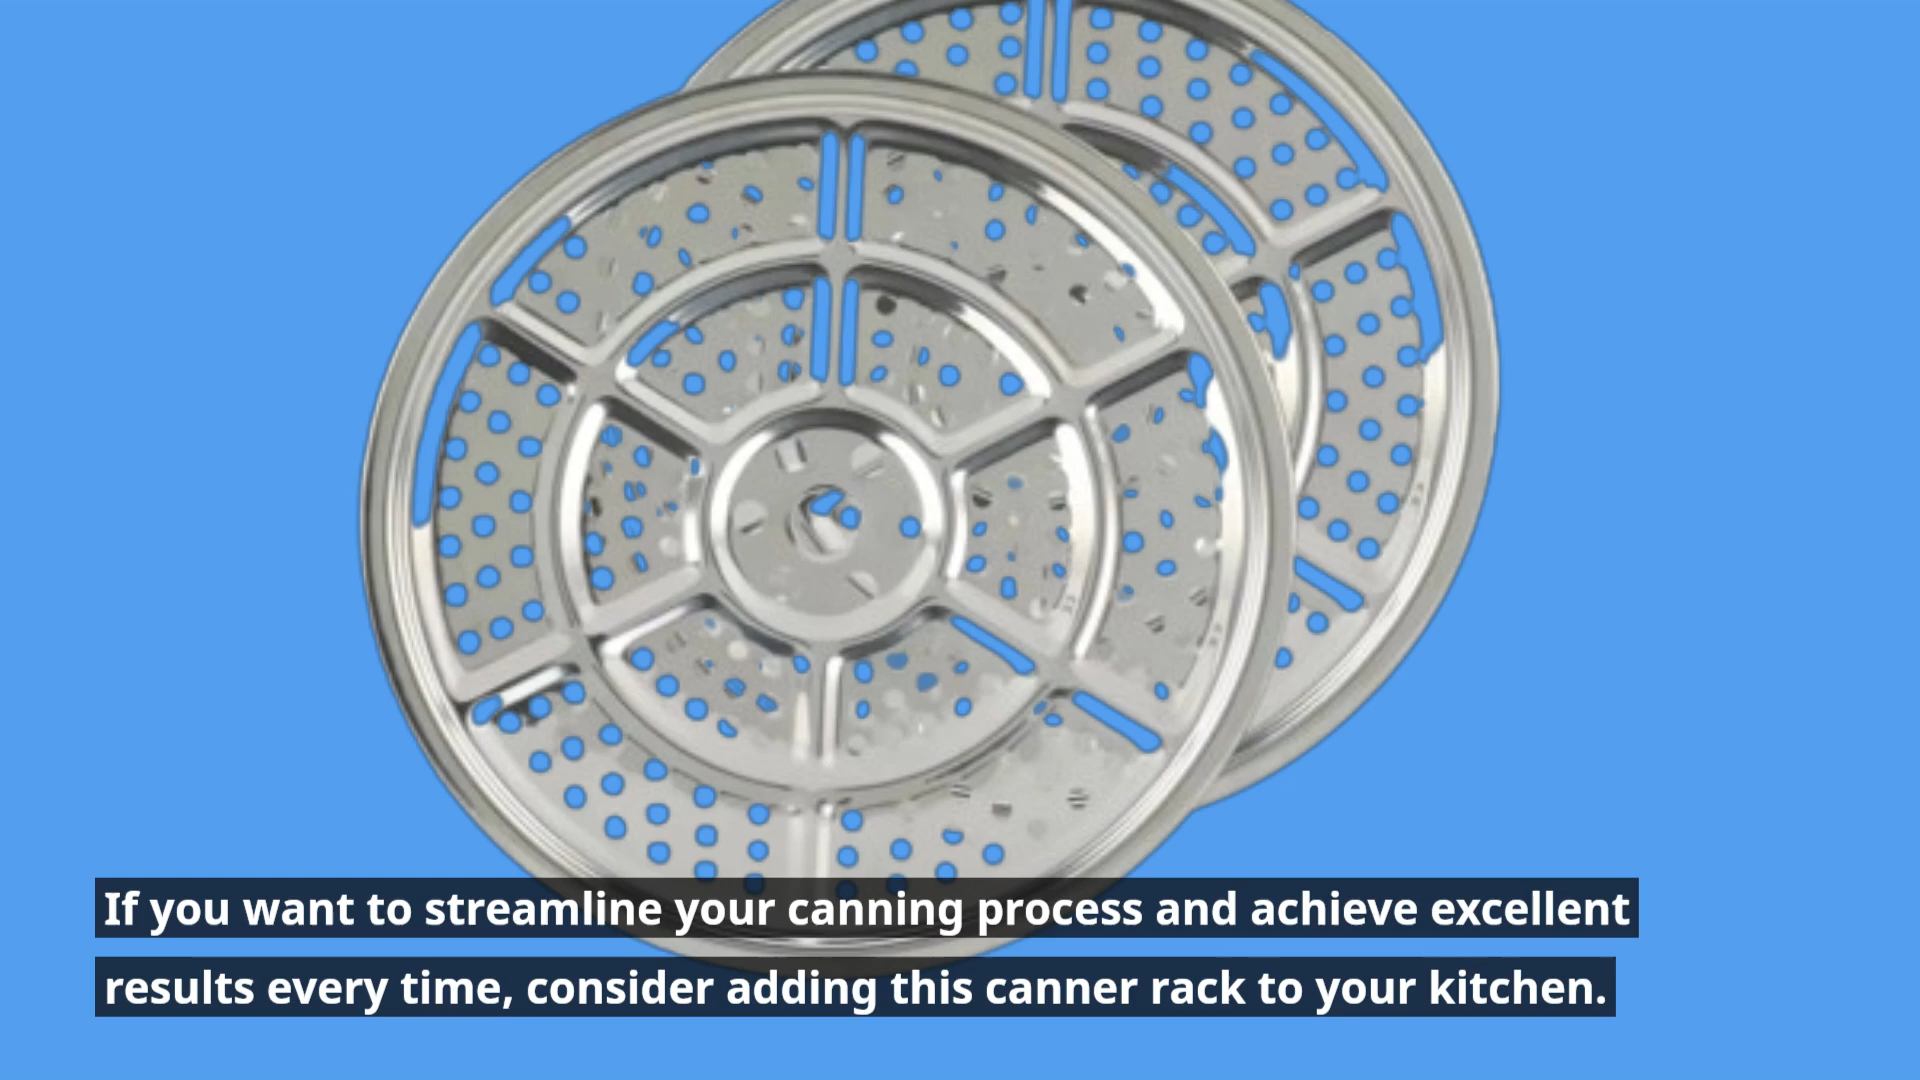 If you want to streamline your canning process and achieve excellent
results every time, consider adding this canner rack to your kitchen.